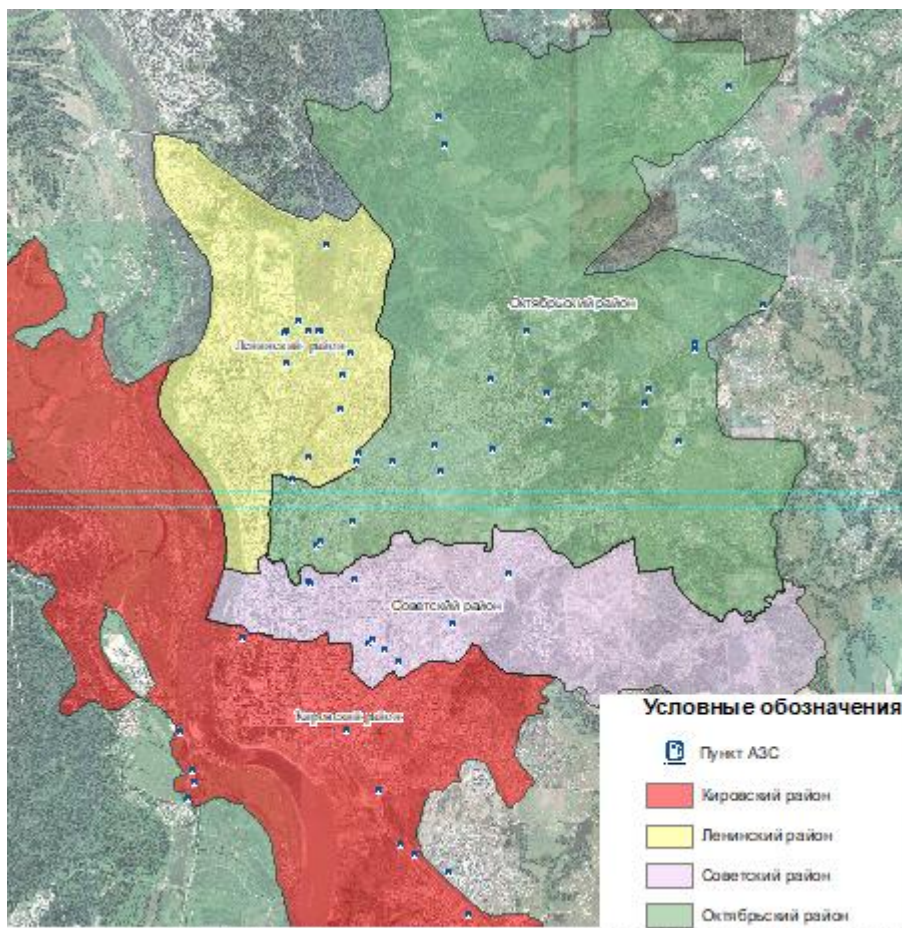 Октябрьский район
Ленинский район
Советский район
Кировский район
Условные обозначения
Пункт АЗС
Кировский район
Ленинский район
Советский район
Октябрьский район